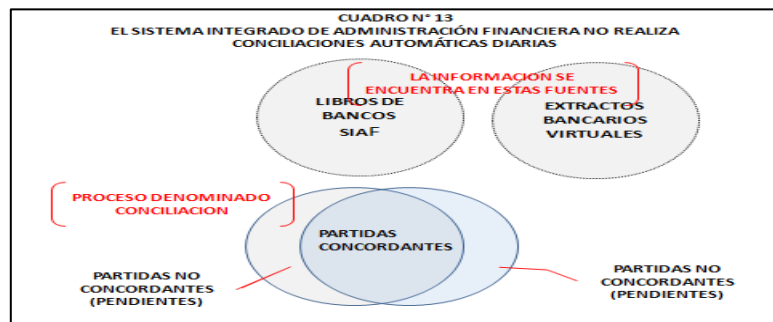 CUADRO N° 13
EL SISTEMA INTEGRADO DE ADMINISTRACIÓN FINANCIERA NO REALIZA
CONCILIACIONES AUTOMÁTICAS DIARIAS
LA INFORMACIÓN SE
ENCUENTRA EN ESTAS FUENTES
LIBROS DE
BANCOS
SIAF
EXTRACTOS
BANCARIOS
VIRTUALES
PROCESO DENOMINADO
CONCILIACION
PARTIDAS
CONCORDANTES
PARTIDAS NO
CONCORDANTES
(PENDIENTES)
PARTIDAS NO
CONCORDANTES
(PENDIENTES)